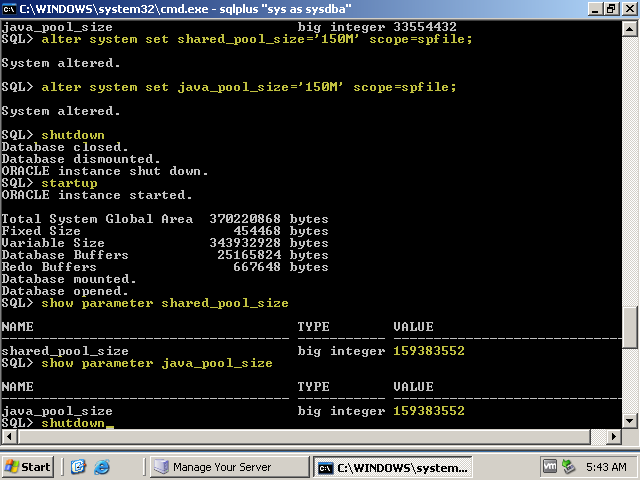 C:\WINDOWS\system32\cmd.exe - sqlplus "sys as sysdba"
java_pool_size big integer 33554432
SQL> alter system set shared_pool_size='150M' scope=spfile;
System altered.
SQL> alter system set java_pool_size='150M' scope=spfile;
System altered.
SQL> shutdown
Database closed.
Database dismounted.
ORACLE instance shut down.
SQL> startup
ORACLE instance started.
Total System Global Area 370220868 bytes
Fixed Size 454468 bytes
Variable Size 343932928 bytes
Database Buffers 25165824 bytes
Redo Buffers 667648 bytes
Database mounted.
Database opened.
SQL> show parameter shared_pool_size
NAME TYPE VALUE
shared_pool_size big integer 159383552
SQL> show parameter java_pool_size
NAME TYPE VALUE
java_pool_size big integer 159383552
SQL> shutdown_
Start
Manage Your Server
C:\WINDOWS\system...
vm
5:43 AM